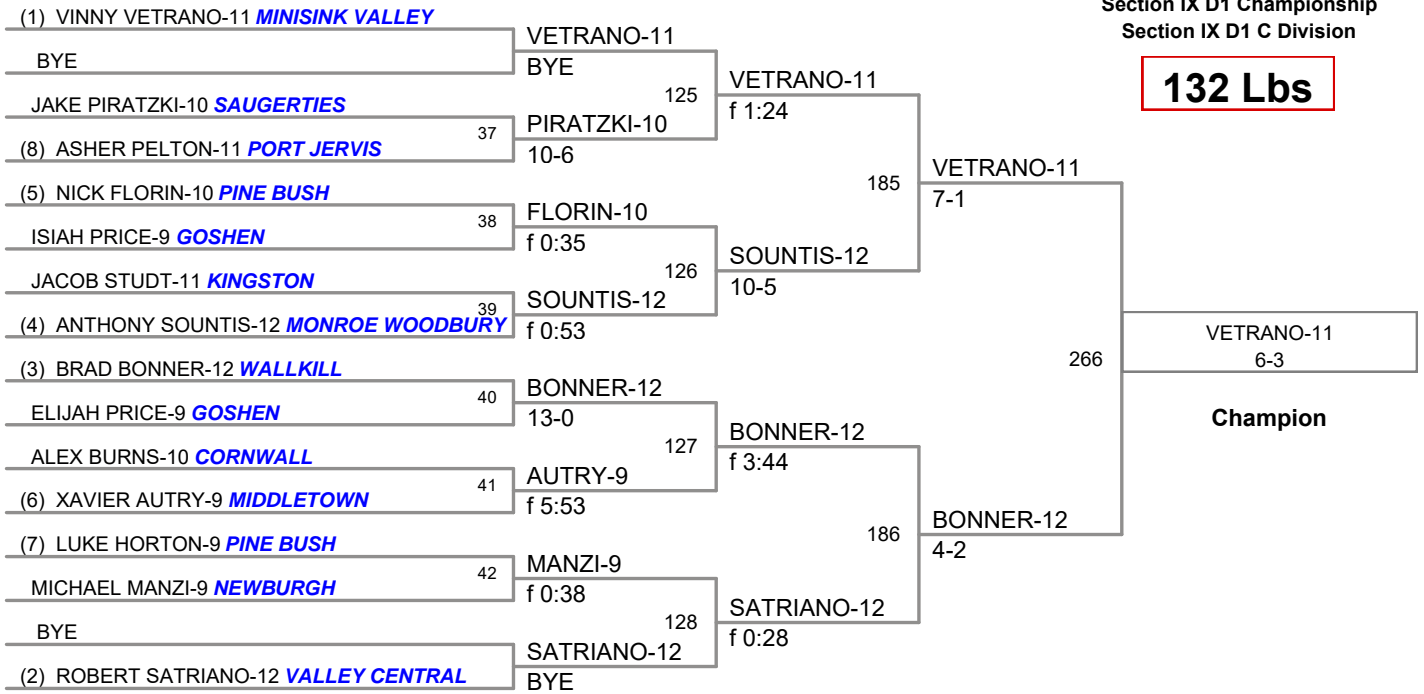 Section IX D1 Championship
Section IX D1 C Division
132 Lbs
(1) VINNY VETRANO-11 MINISINK VALLEY
BYE
JAKE PIRATZKI-10 SAUGERTIES
(8) ASHER PELTON-11 PORT JERVIS
(5) NICK FLORIN-10 PINE BUSH
ISIAH PRICE-9 GOSHEN
JACOB STUDT-11 KINGSTON
(4) ANTHONY SOUNTIS-12 MONROE WOODBURY
(3) BRAD BONNER-12 WALLKILL
ELIJAH PRICE-9 GOSHEN
ALEX BURNS-10 CORNWALL
(6) XAVIER AUTRY-9 MIDDLETOWN
(7) LUKE HORTON-9 PINE BUSH
MICHAEL MANZI-9 NEWBURGH
BYE
(2) ROBERT SATRIANO-12 VALLEY CENTRAL
37
38
39
40
41
42
VETRANO-11
BYE
PIRATZKI-10
10-6
FLORIN-10
f 0:35
SOUNTIS-12
f 0:53
BONNER-12
13-0
AUTRY-9
f 5:53
MANZI-9
f 0:38
SATRIANO-12
BYE
125
126
127
128
VETRANO-11
f 1:24
SOUNTIS-12
10-5
BONNER-12
f 3:44
SATRIANO-12
f 0:28
185
186
VETRANO-11
7-1
BONNER-12
4-2
266
VETRANO-11
6-3
Champion